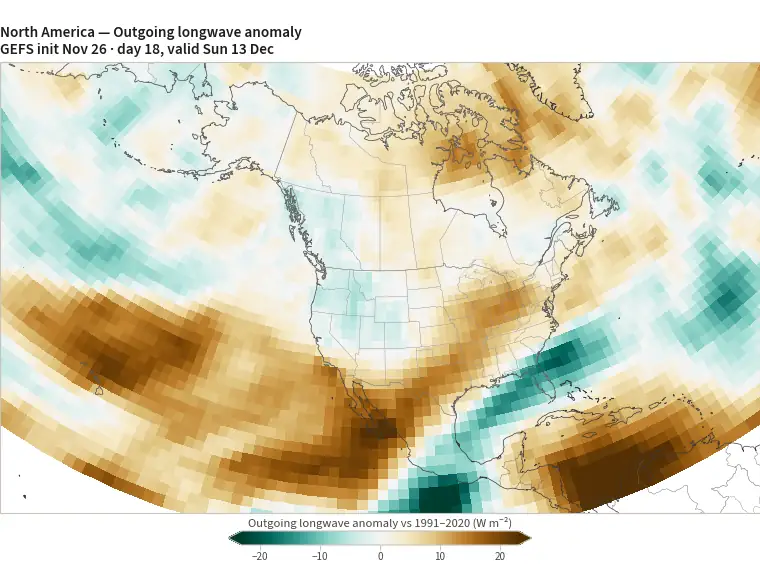 North America — Outgoing longwave anomaly
GEFS init Nov 26 · day 18, valid Sun 13 Dec
Outgoing longwave anomaly vs 1991–2020 (W m⁻²)
−20 −10 0 10 20